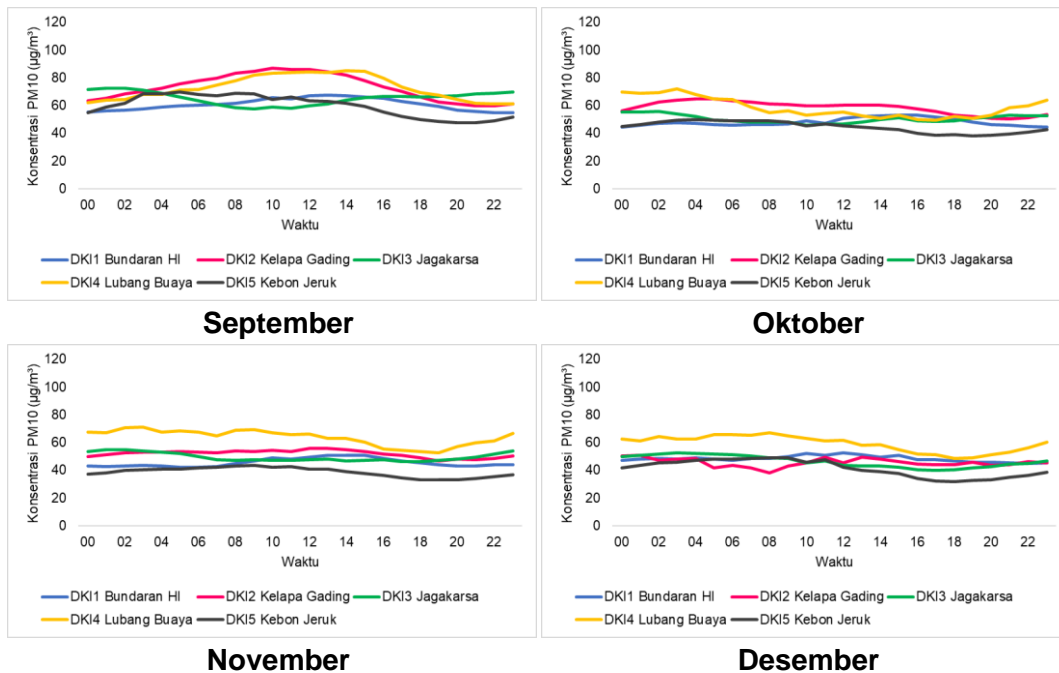 Konsentrasi PM10 (µg/m³)
120
100
80
60
40
20
0
00 02 04 06 08 10 12 14 16 18 20 22
Waktu
DKI1 Bundaran HI DKI2 Kelapa Gading DKI3 Jagakarsa
DKI4 Lubang Buaya DKI5 Kebon Jeruk
September
Konsentrasi PM10 (µg/m³)
120
100
80
60
40
20
0
00 02 04 06 08 10 12 14 16 18 20 22
Waktu
DKI1 Bundaran HI DKI2 Kelapa Gading DKI3 Jagakarsa
DKI4 Lubang Buaya DKI5 Kebon Jeruk
Oktober
Konsentrasi PM10 (µg/m³)
120
100
80
60
40
20
0
00 02 04 06 08 10 12 14 16 18 20 22
Waktu
DKI1 Bundaran HI DKI2 Kelapa Gading DKI3 Jagakarsa
DKI4 Lubang Buaya DKI5 Kebon Jeruk
November
Konsentrasi PM10 (µg/m³)
120
100
80
60
40
20
0
00 02 04 06 08 10 12 14 16 18 20 22
Waktu
DKI1 Bundaran HI DKI2 Kelapa Gading DKI3 Jagakarsa
DKI4 Lubang Buaya DKI5 Kebon Jeruk
Desember